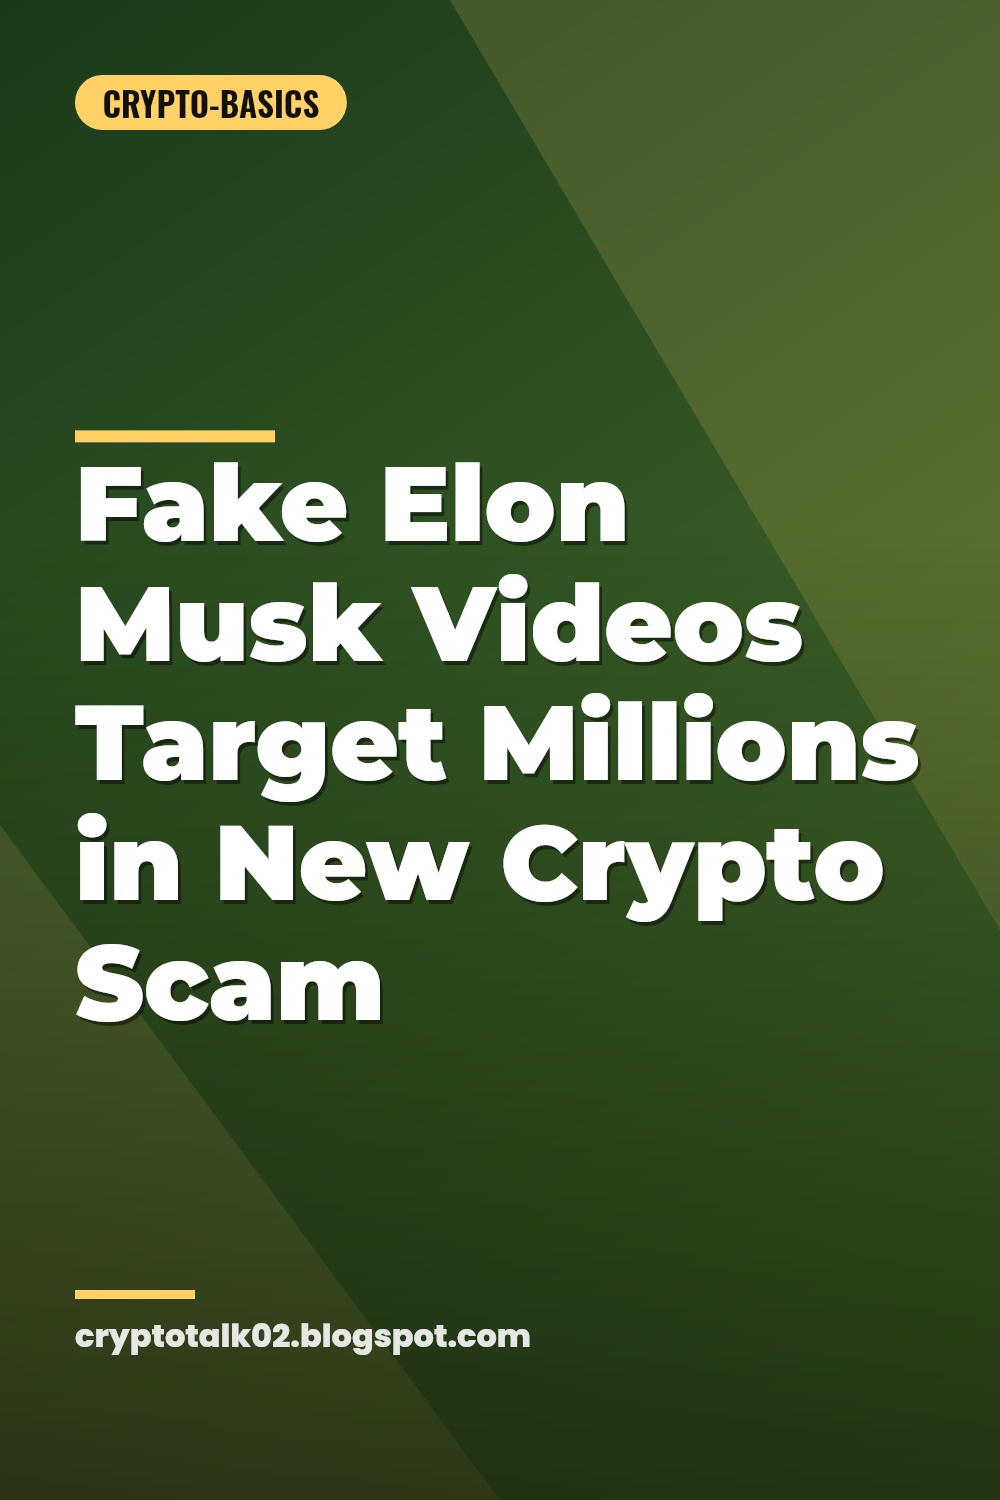 CRYPTO-BASICS
Fake Elon
Musk Videos
Target Millions
in New Crypto
Scam
cryptotalk02.blogspot.com